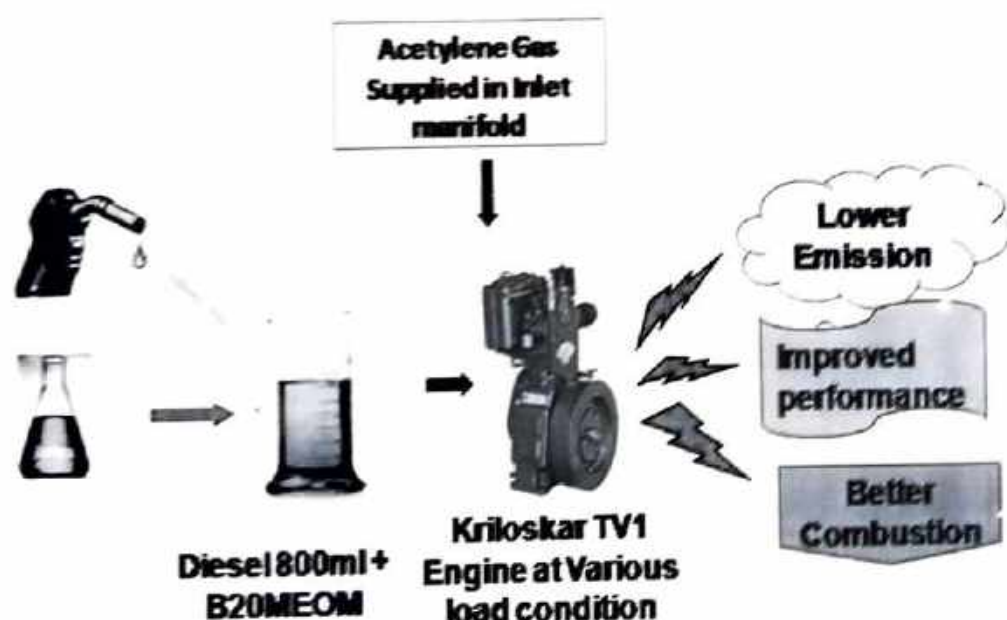 Acetylene Gas
Supplied in Inlet
manifold
Lower
Emission
Improved
performance
Better
Combustion
Diesel 800ml +
B20MEOM
Kriloskar TV1
Engine at Various
load condition